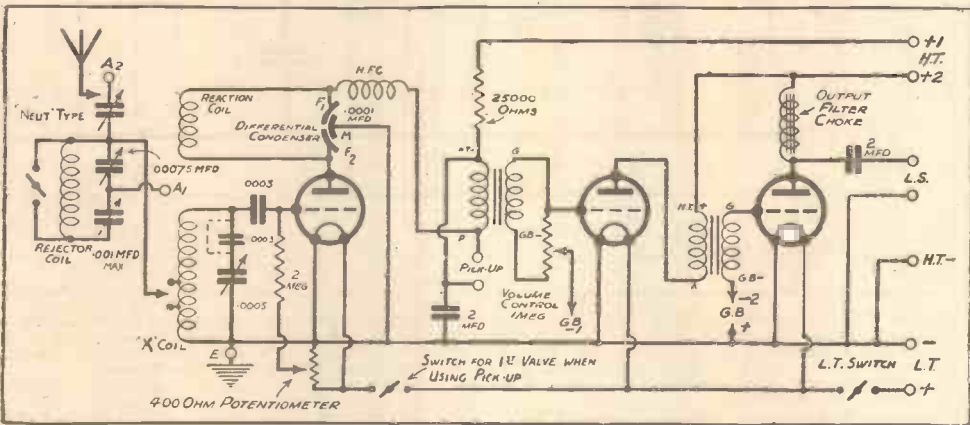 A2
"NEUT" TYPE
.00075 MFD
A1
REJECTOR
COIL
.001 MFD
MAX
"X" COIL
E
REACTION
COIL
DIFFERENTIAL
CONDENSER
F1
M
F2
.0001
MFD
H.F.C
.0003
.0003
.0005
2
MEG
400 OHM POTENTIOMETER
SWITCH FOR 1ST VALVE WHEN
USING PICK-UP
25000
OHMS
HT+
G
P
GB-
PICK-UP
2
MFD
VOLUME
CONTROL
1 MEG
GB
-1
H.T.+
G
A
GB-
-2
G.B
+
X
OUTPUT
FILTER
CHOKE
2
MFD
+1
H.T.
+2
L.S.
H.T-
-
L.T. SWITCH
L.T.
+